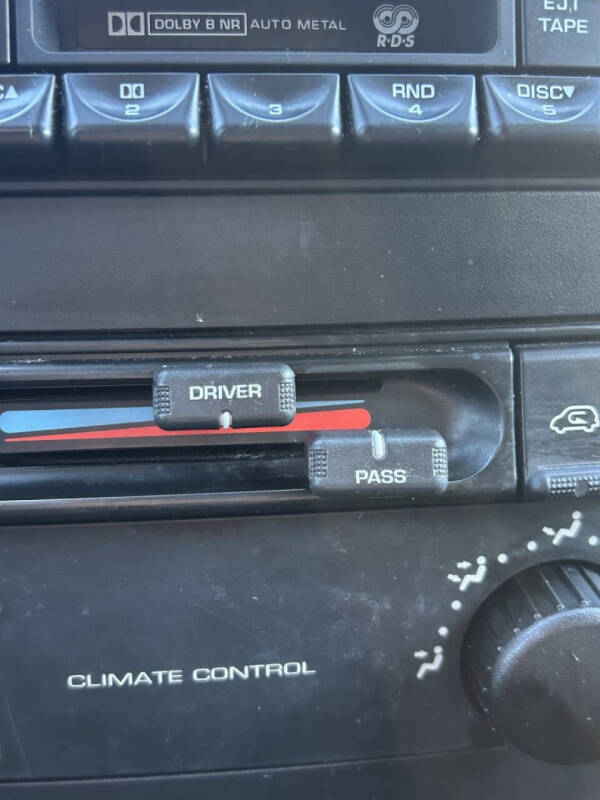 DOLBY B NR AUTO METAL
R·D·S
EJ,T
TAPE
C▲
2
3
RND
4
DISC▼
5
DRIVER
PASS
CLIMATE CONTROL